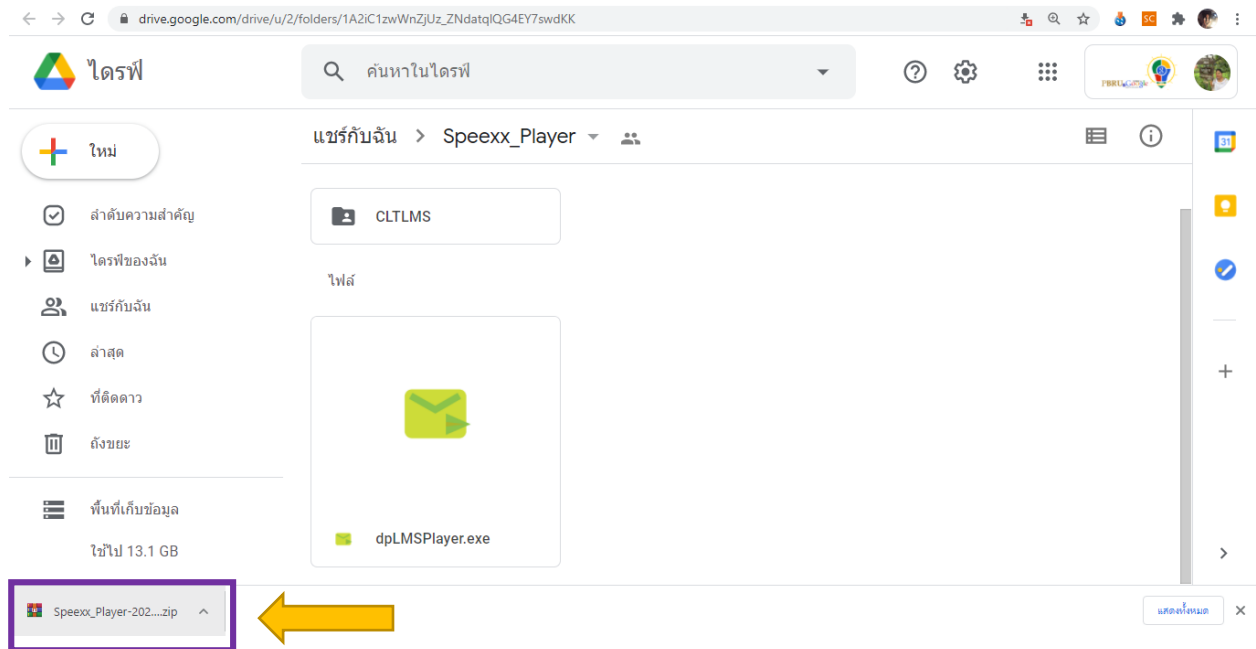 drive.google.com/drive/u/2/folders/1A2iC1zwWnZjUz_ZNdatqIQG4EY7swdKK
SC
ไดรฟ์
ค้นหาในไดรฟ์
PBRU Google
ใหม่
แชร์กับฉัน > Speexx_Player
31
ลำดับความสำคัญ
CLTLMS
ไดรฟ์ของฉัน
ไฟล์
แชร์กับฉัน
ล่าสุด
ที่ติดดาว
ถังขยะ
พื้นที่เก็บข้อมูล
dpLMSPlayer.exe
ใช้ไป 13.1 GB
Speexx_Player-202....zip
แสดงทั้งหมด